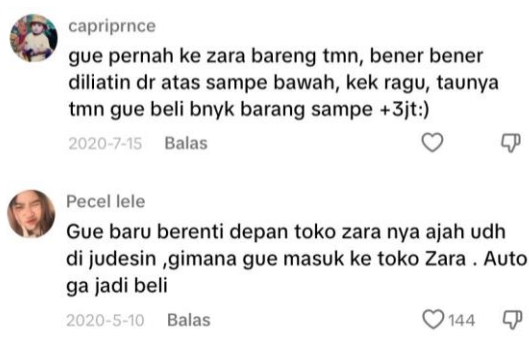 capriprnce
gue pernah ke zara bareng tmn, bener bener
diliatin dr atas sampe bawah, kek ragu, taunya
tmn gue beli bnyk barang sampe +3jt:)
2020-7-15 Balas
Pecel lele
Gue baru berenti depan toko zara nya ajah udh
di judesin ,gimana gue masuk ke toko Zara . Auto
ga jadi beli
2020-5-10 Balas 144